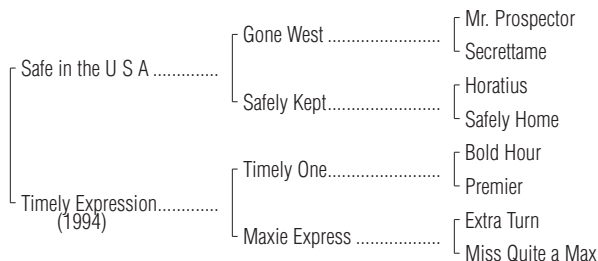 Mr. Prospector
Gone West ........................
Secrettame
Safe in the U S A ..............
Horatius
Safely Kept........................
Safely Home
Bold Hour
Timely One........................
Premier
Timely Expression.............
(1994)
Extra Turn
Maxie Express ..................
Miss Quite a Max